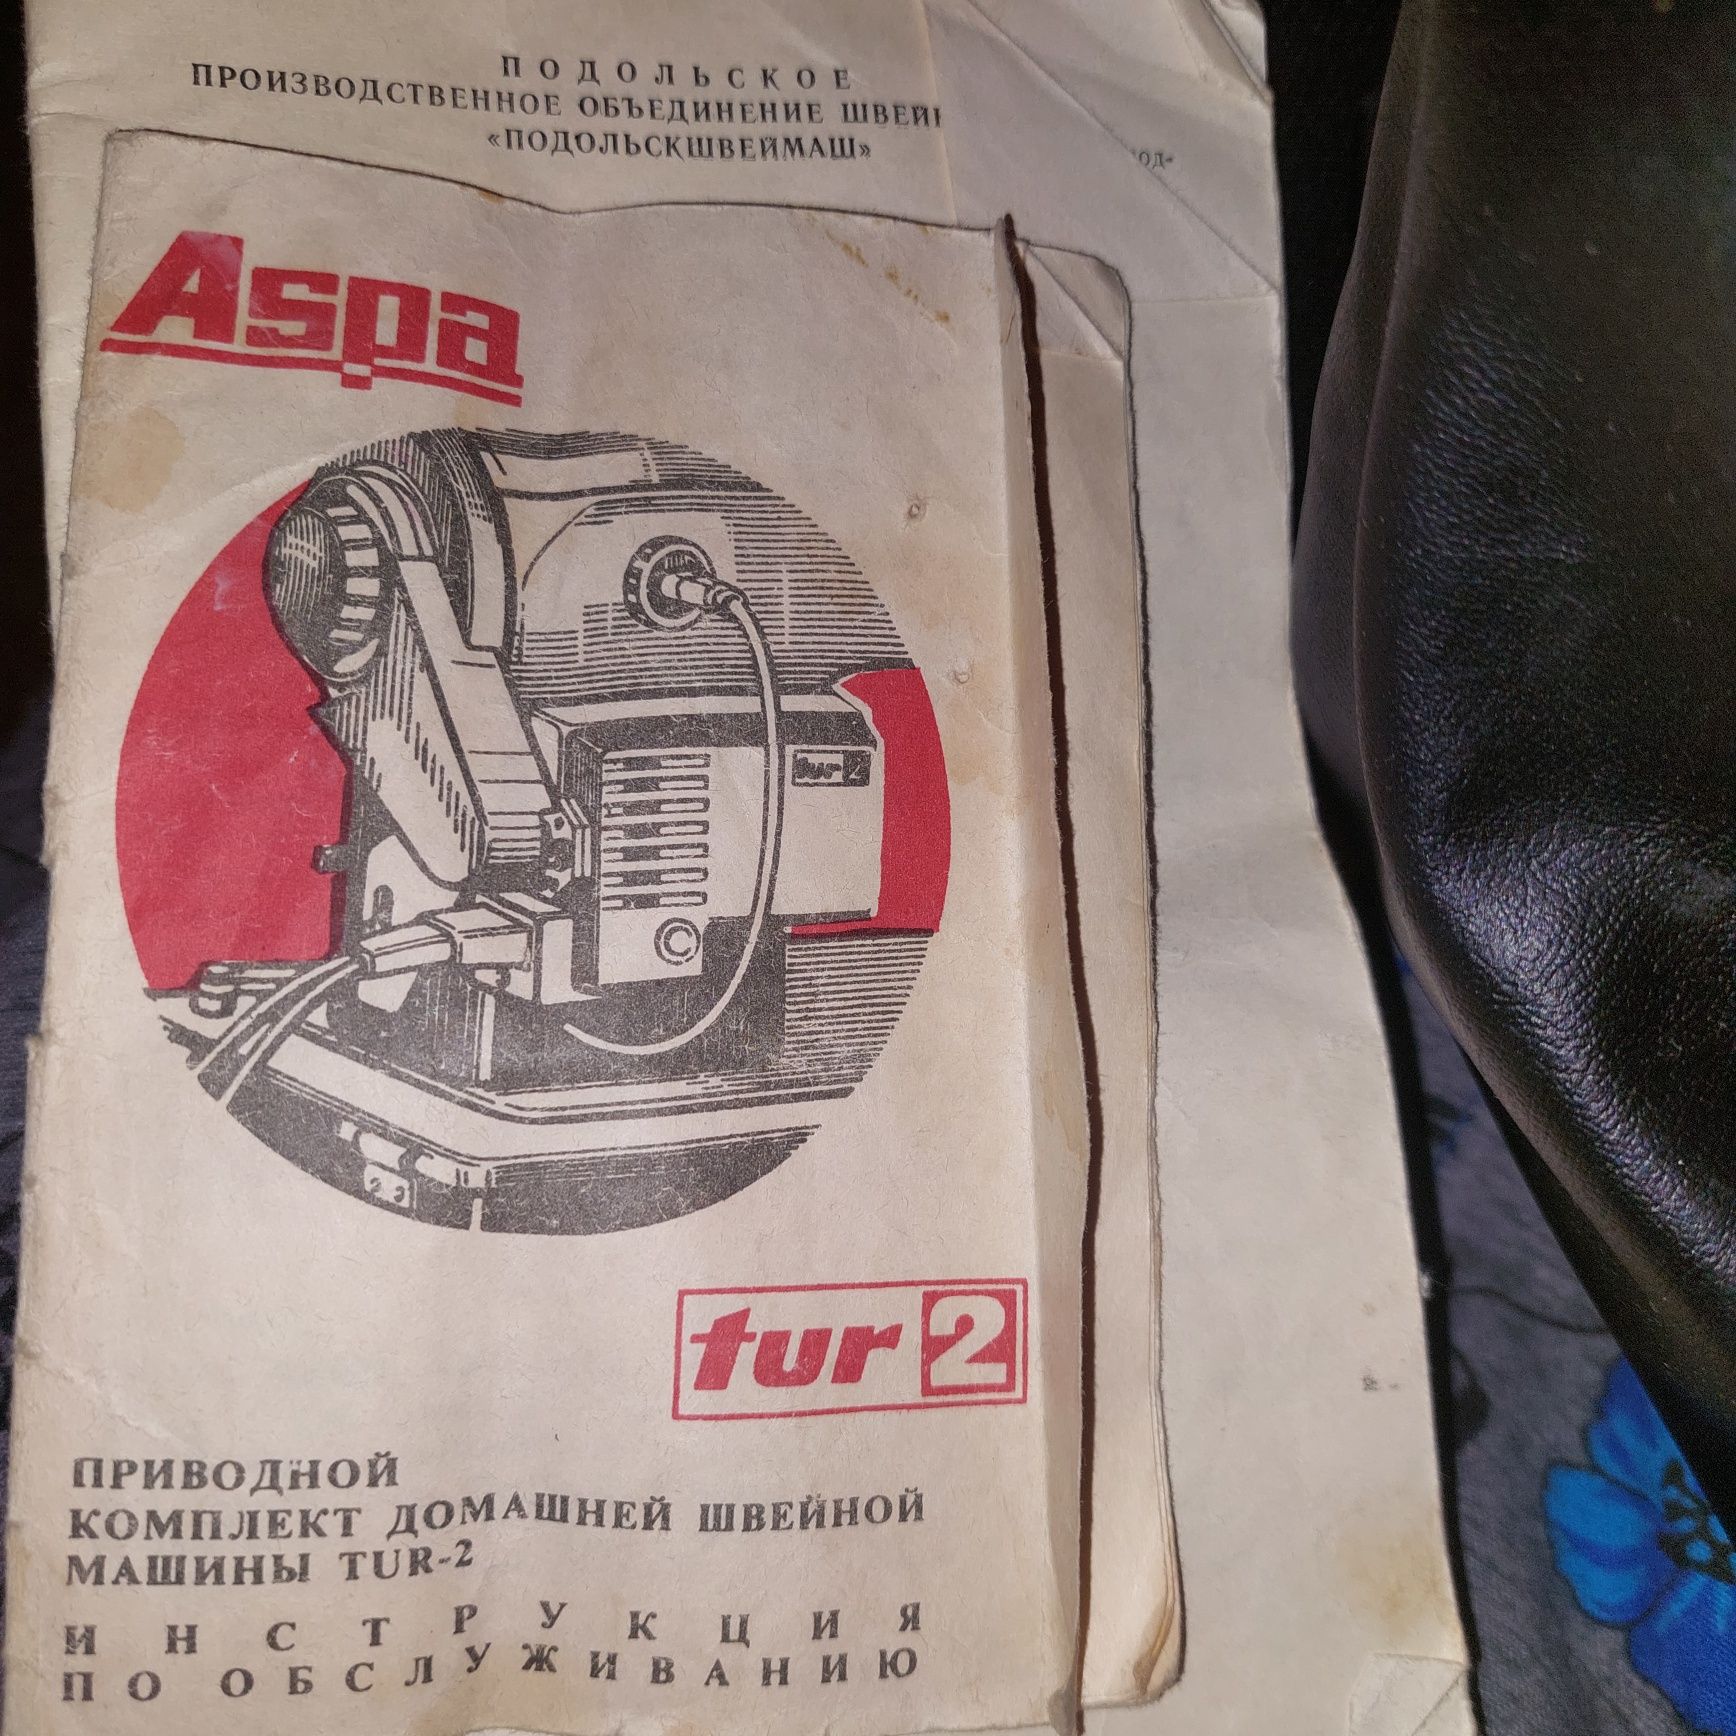 ПОДОЛЬСКОЕ
ПРОИЗВОДСТВЕННОЕ ОБЪЕДИНЕНИЕ
«ПОДОЛЬСКШВЕЙМАШ»
Aspa
tur 2
tur 2
ПРИВОДНОЙ
КОМПЛЕКТ ДОМАШНЕЙ ШВЕЙНОЙ
МАШИНЫ TUR-2
ИНСТРУКЦИЯ
ПО ОБСЛУЖИВАНИЮ